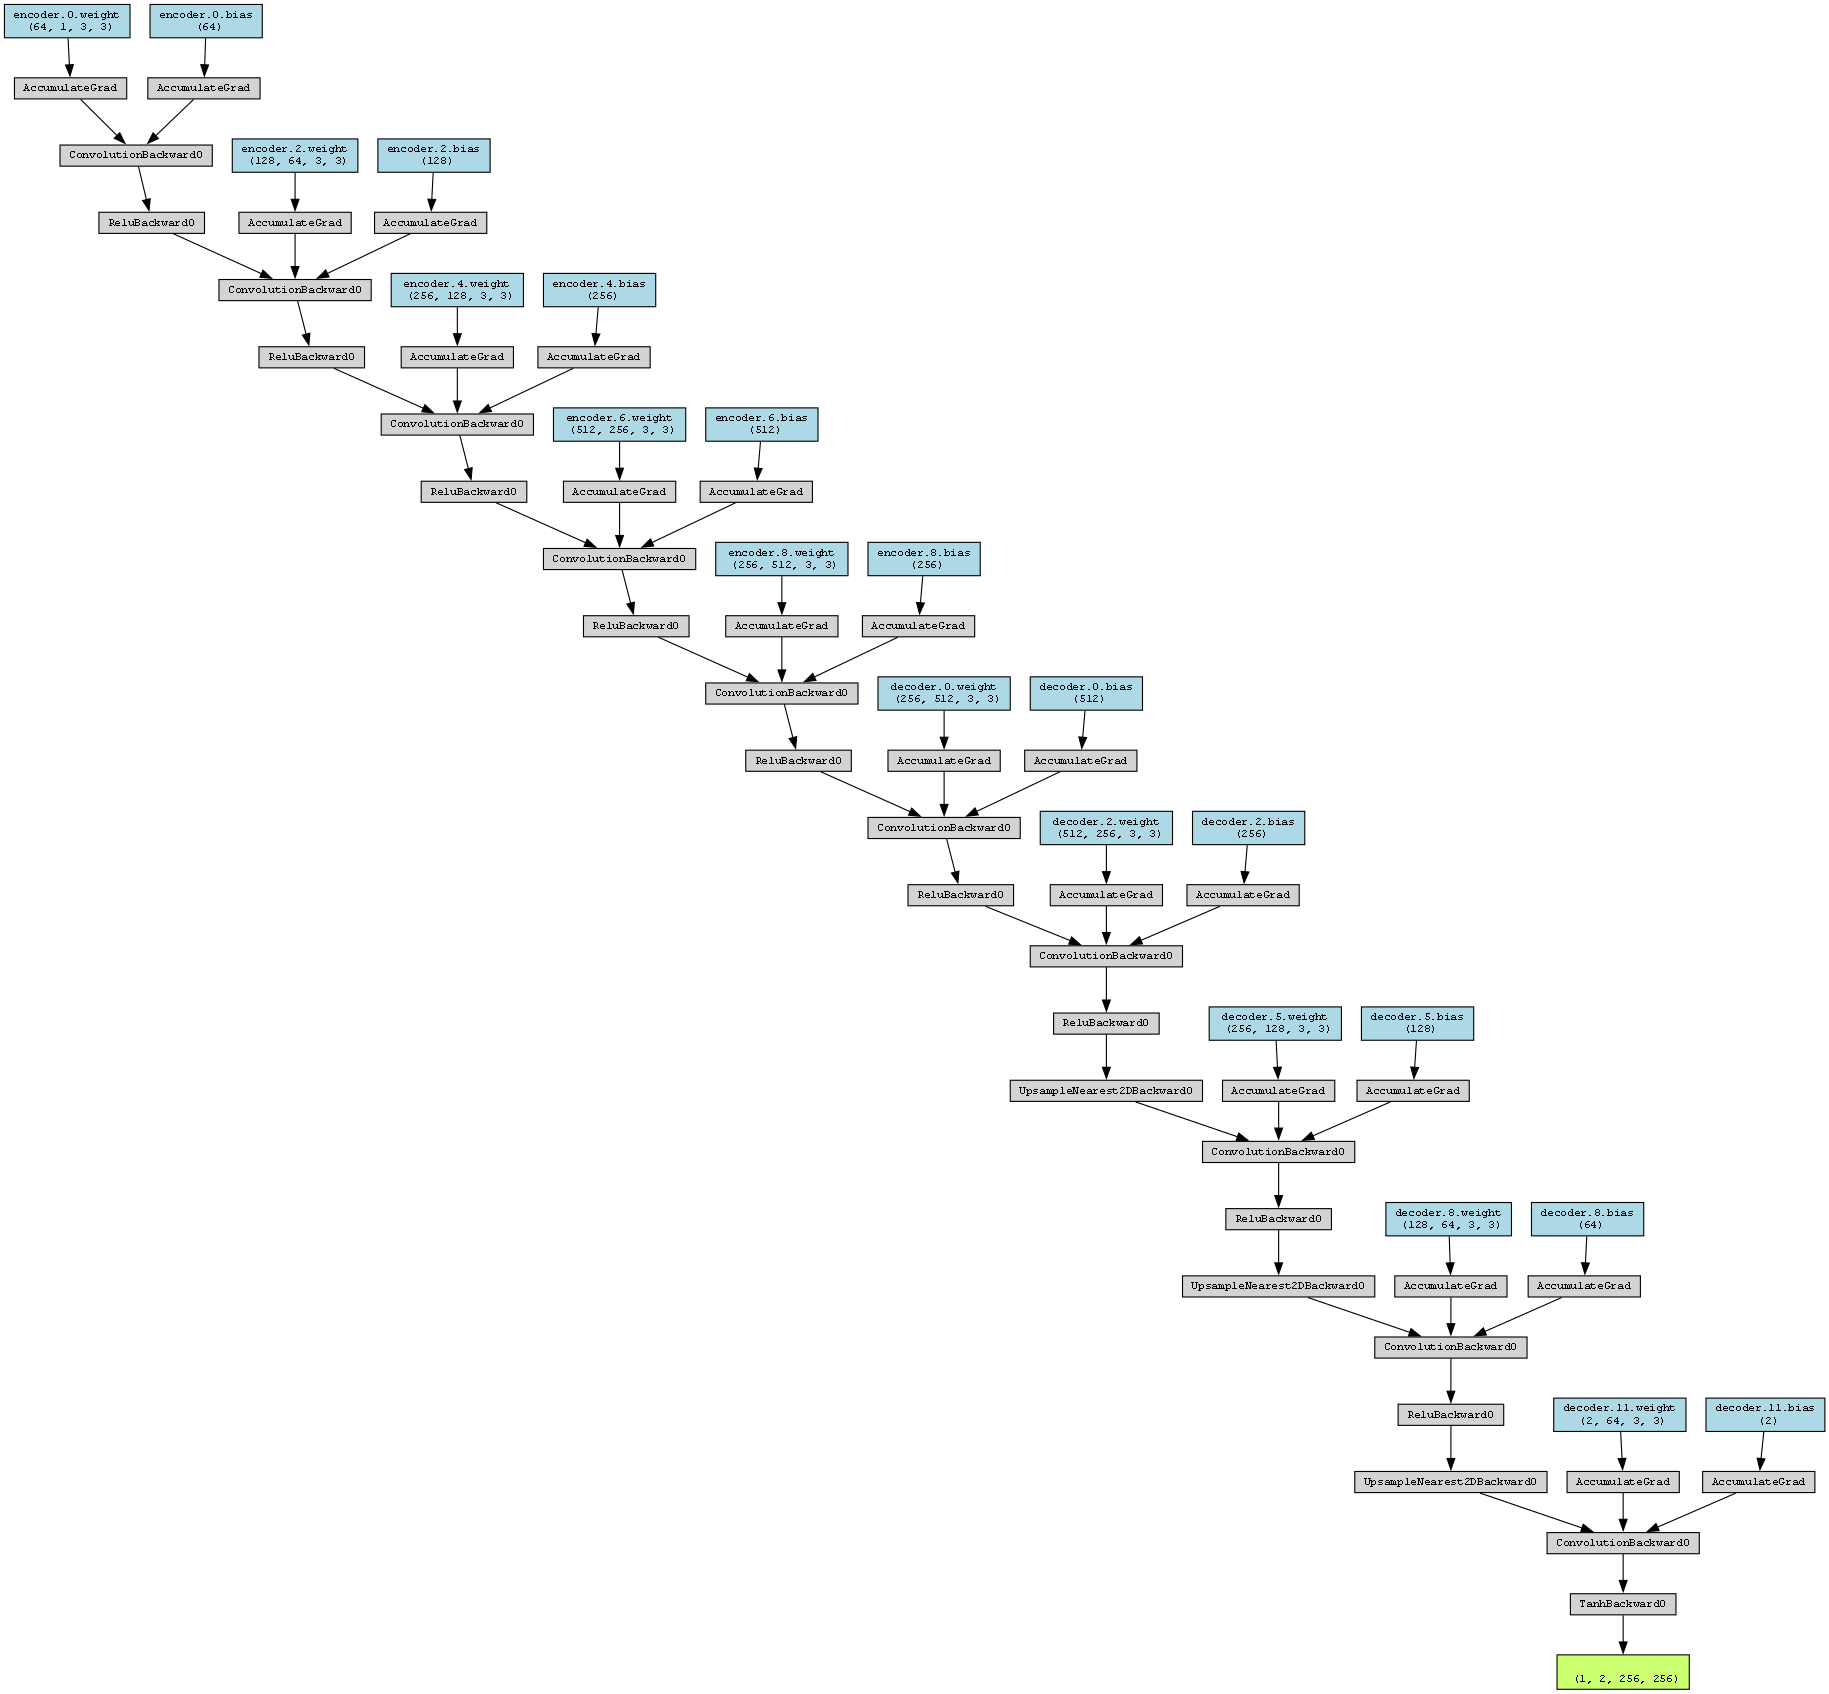 encoder.0.weight
(64, 1, 3, 3)
encoder.0.bias
(64)
AccumulateGrad
AccumulateGrad
ConvolutionBackward0
encoder.2.weight
(128, 64, 3, 3)
encoder.2.bias
(128)
ReluBackward0
AccumulateGrad
AccumulateGrad
ConvolutionBackward0
encoder.4.weight
(256, 128, 3, 3)
encoder.4.bias
(256)
ReluBackward0
AccumulateGrad
AccumulateGrad
ConvolutionBackward0
encoder.6.weight
(512, 256, 3, 3)
encoder.6.bias
(512)
ReluBackward0
AccumulateGrad
AccumulateGrad
ConvolutionBackward0
encoder.8.weight
(256, 512, 3, 3)
encoder.8.bias
(256)
ReluBackward0
AccumulateGrad
AccumulateGrad
ConvolutionBackward0
decoder.0.weight
(256, 512, 3, 3)
decoder.0.bias
(512)
ReluBackward0
AccumulateGrad
AccumulateGrad
ConvolutionBackward0
decoder.2.weight
(512, 256, 3, 3)
decoder.2.bias
(256)
ReluBackward0
AccumulateGrad
AccumulateGrad
ConvolutionBackward0
ReluBackward0
decoder.5.weight
(256, 128, 3, 3)
decoder.5.bias
(128)
UpsampleNearest2DBackward0
AccumulateGrad
AccumulateGrad
ConvolutionBackward0
ReluBackward0
decoder.8.weight
(128, 64, 3, 3)
decoder.8.bias
(64)
UpsampleNearest2DBackward0
AccumulateGrad
AccumulateGrad
ConvolutionBackward0
ReluBackward0
decoder.11.weight
(2, 64, 3, 3)
decoder.11.bias
(2)
UpsampleNearest2DBackward0
AccumulateGrad
AccumulateGrad
ConvolutionBackward0
TanhBackward0
(1, 2, 256, 256)